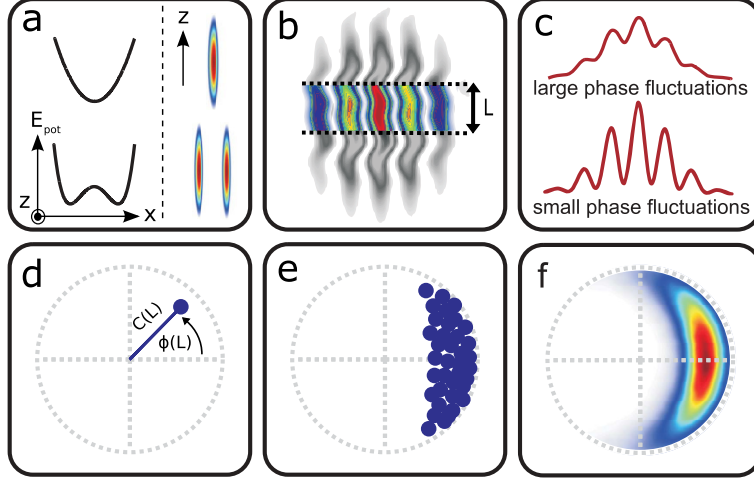 a
z
E pot
z
x
b
L
c
large phase fluctuations
small phase fluctuations
d
C(L)
ϕ(L)
e
f